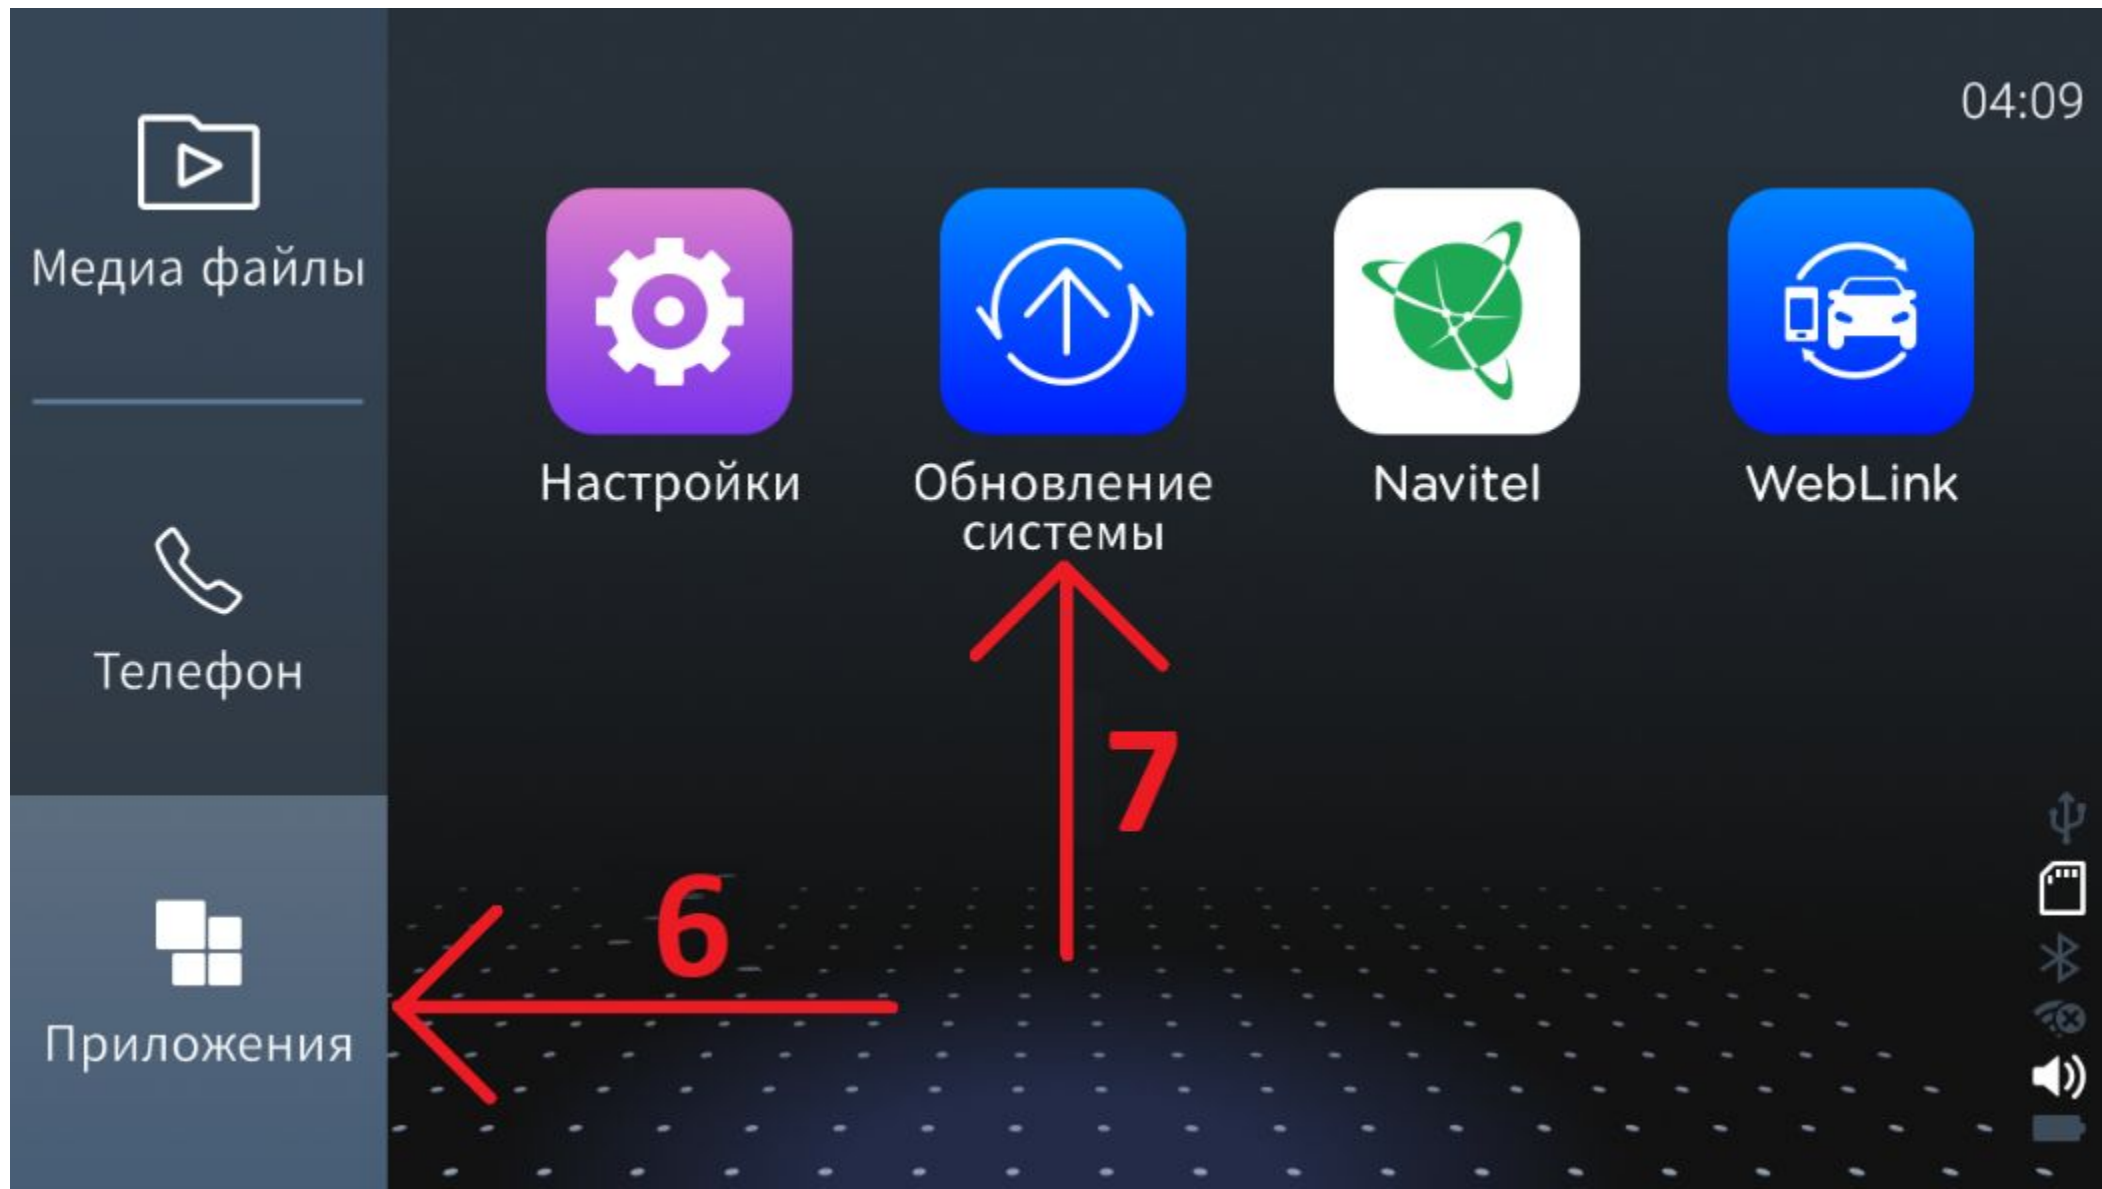 04:09
Медиа файлы
Настройки
Обновление
системы
Navitel
WebLink
Телефон
7
6
Приложения